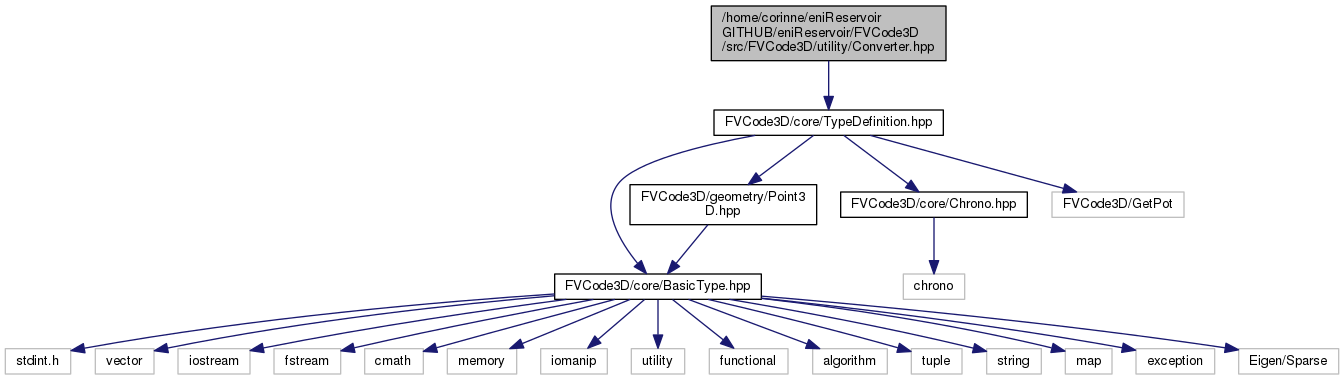 /home/corinne/eniReservoir
GITHUB/eniReservoir/FVCode3D
/src/FVCode3D/utility/Converter.hpp
FVCode3D/core/TypeDefinition.hpp
FVCode3D/geometry/Point3
D.hpp
FVCode3D/core/Chrono.hpp
FVCode3D/GetPot
FVCode3D/core/BasicType.hpp
chrono
stdint.h
vector
iostream
fstream
cmath
memory
iomanip
utility
functional
algorithm
tuple
string
map
exception
Eigen/Sparse